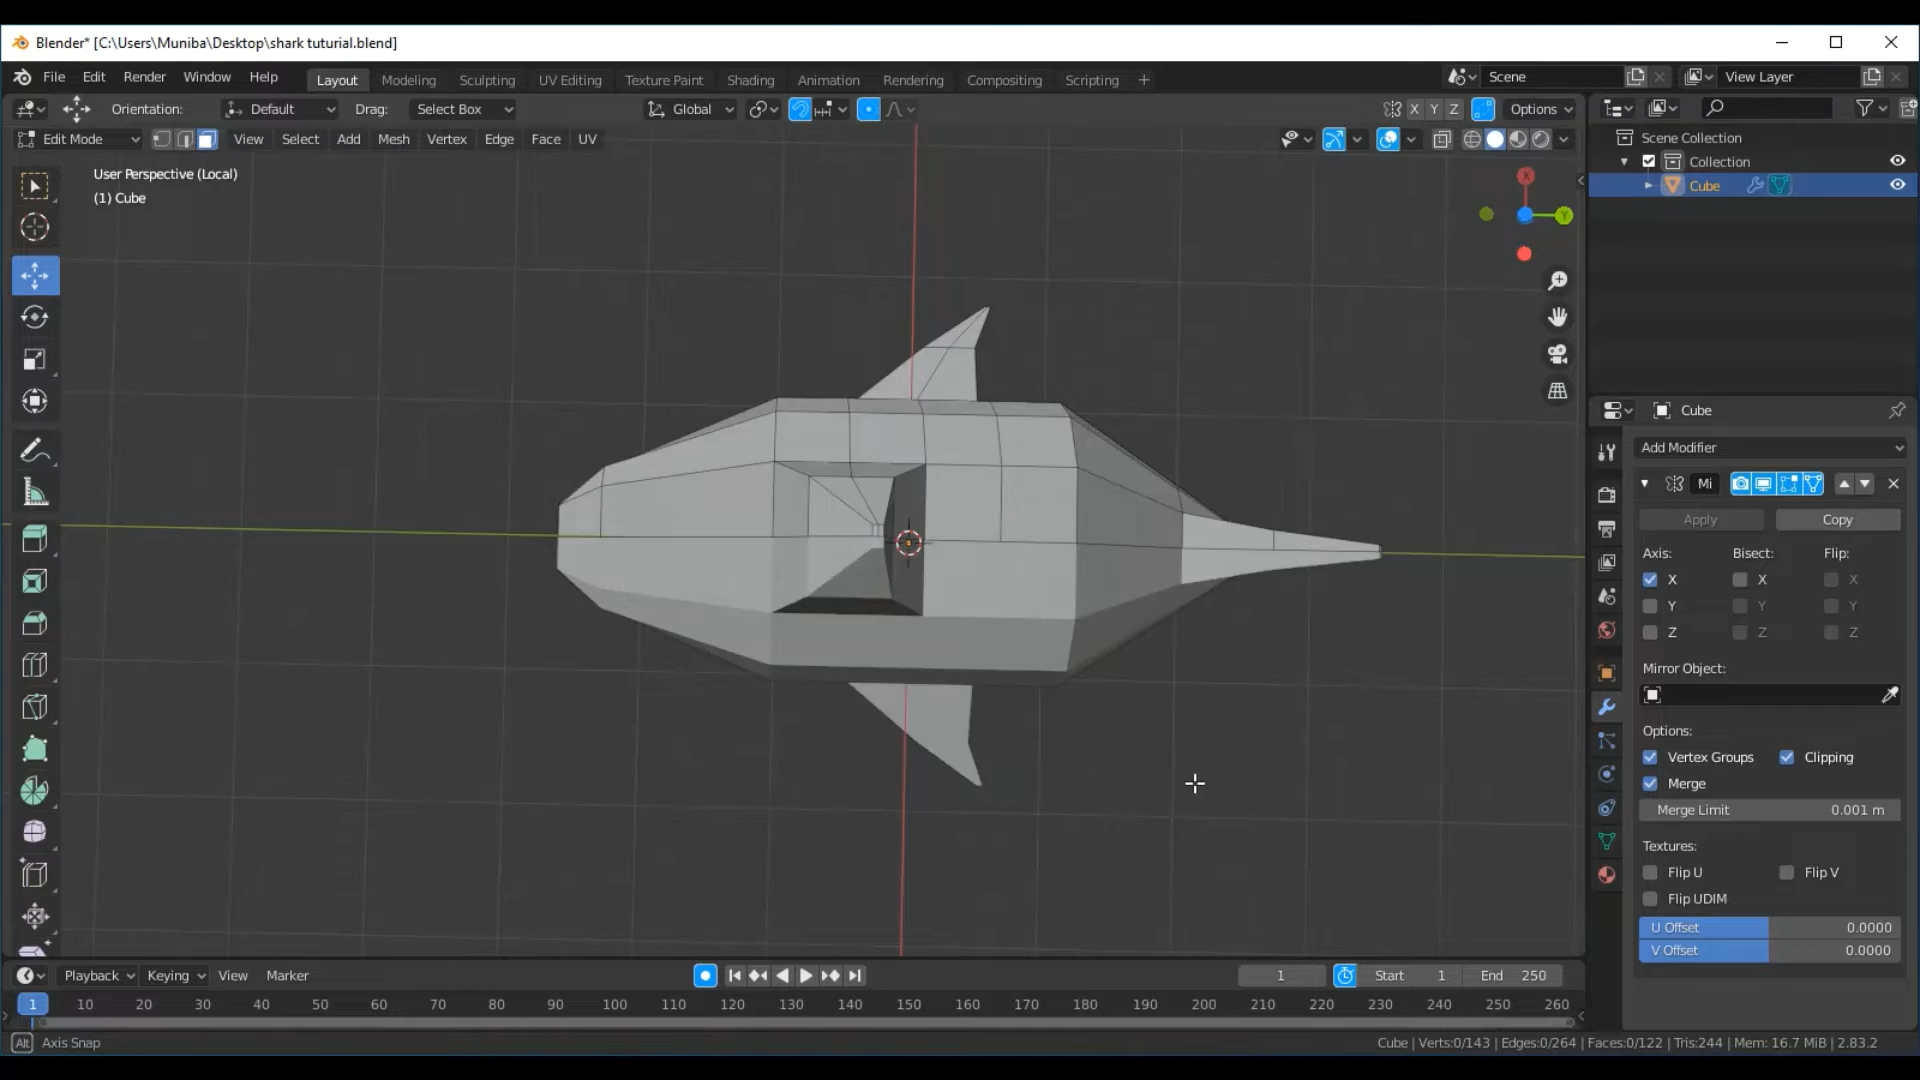 Blender* [C:\Users\Muniba\Desktop\shark tuturial.blend]
File Edit Render Window Help Layout Modeling Sculpting UV Editing Texture Paint Shading Animation Rendering Compositing Scripting + Scene View Layer
Orientation: Default Drag: Select Box Global X Y Z Options
Edit Mode View Select Add Mesh Vertex Edge Face UV
Scene Collection
Collection
Cube
User Perspective (Local)
(1) Cube
X
Y
Cube
Add Modifier
Mi
Apply Copy
Axis: Bisect: Flip:
X X X
Y Y Y
Z Z Z
Mirror Object:
Options:
Vertex Groups Clipping
Merge
Merge Limit 0.001 m
Textures:
Flip U Flip V
Flip UDIM
U Offset 0.0000
V Offset 0.0000
Playback Keying View Marker 1 Start 1 End 250
1 10 20 30 40 50 60 70 80 90 100 110 120 130 140 150 160 170 180 190 200 210 220 230 240 250 260
Alt Axis Snap Cube | Verts:0/143 | Edges:0/264 | Faces:0/122 | Tris:244 | Mem: 16.7 MiB | 2.83.2